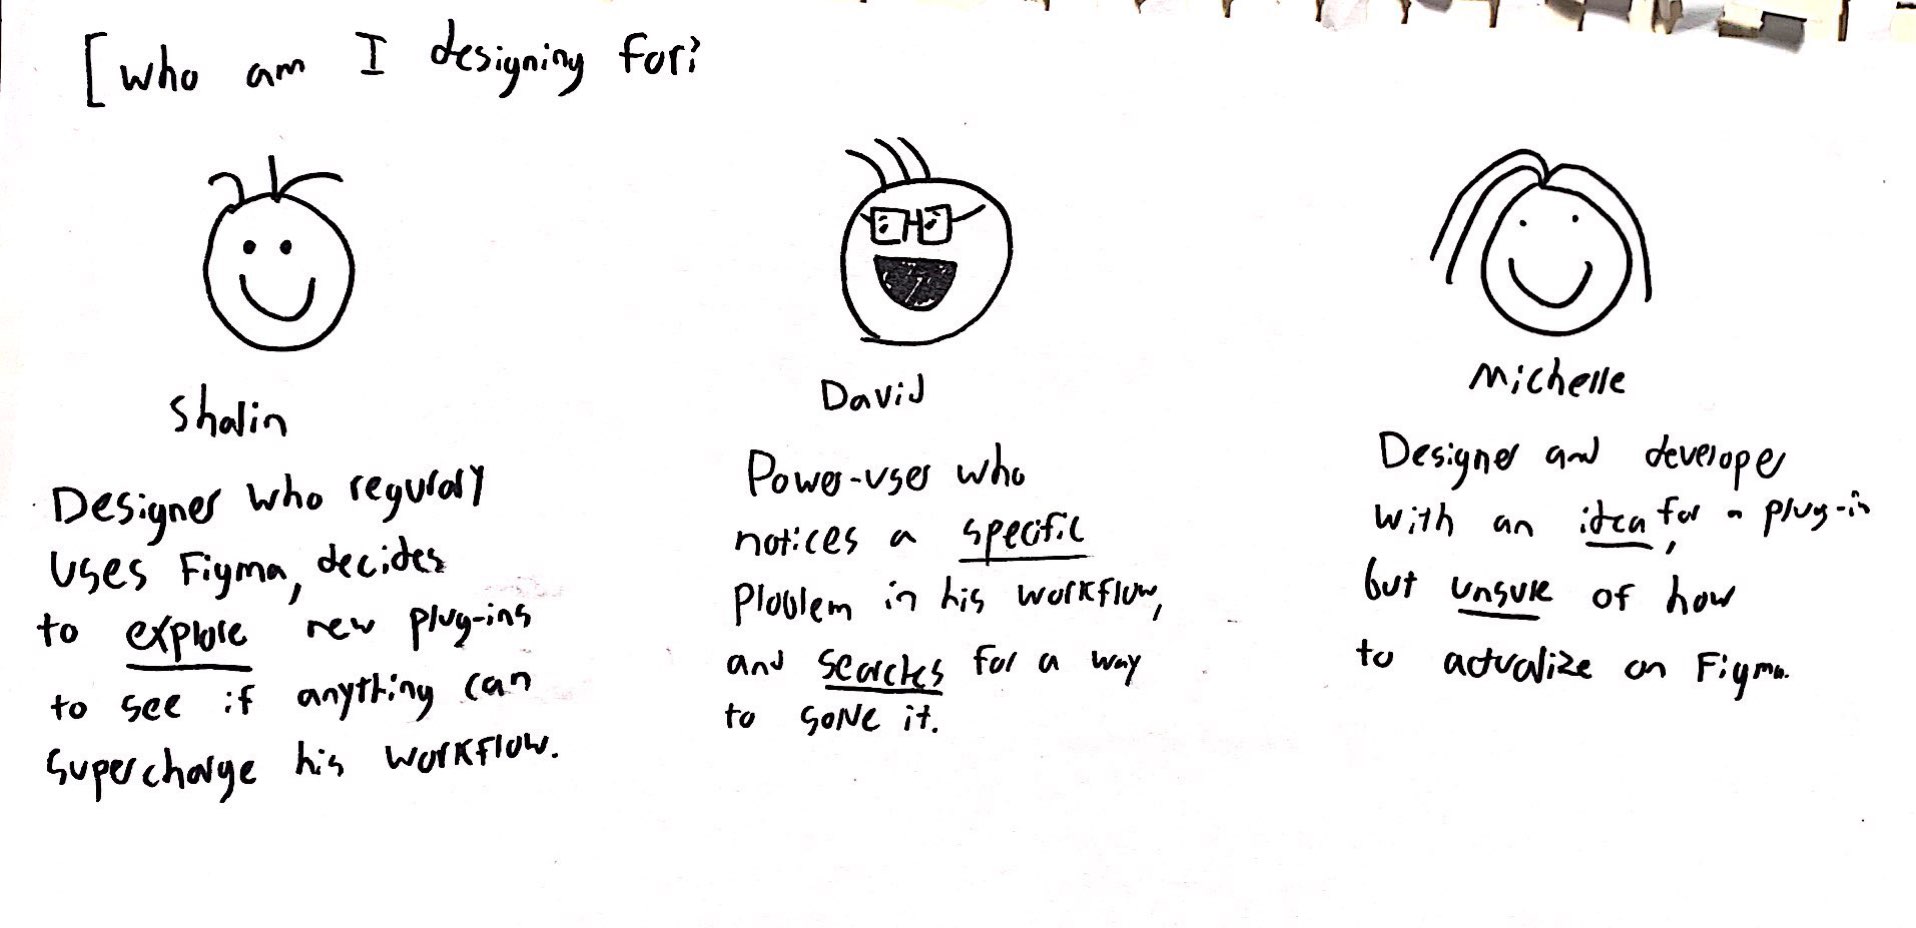 [who am I designing for?
Shalin
Designer who regularly
uses Figma, decides
to explore new plug-ins
to see if anything can
supercharge his workflow.
David
Power-user who
notices a specific
problem in his workflow,
and searches for a way
to solve it.
Michelle
Designer and developer
with an idea for a plug-in,
but unsure of how
to actualize on Figma.